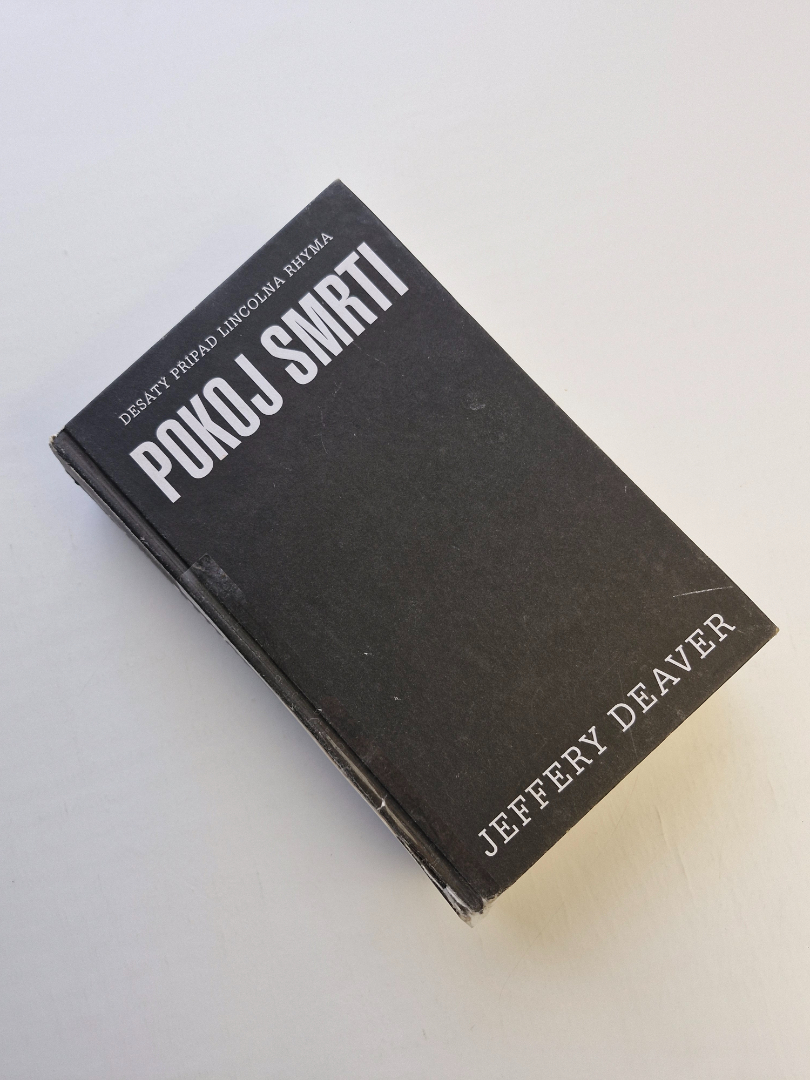 DESÁTÝ PŘÍPAD LINCOLNA RHYMA
POKOJ SMRTI
JEFFERY DEAVER